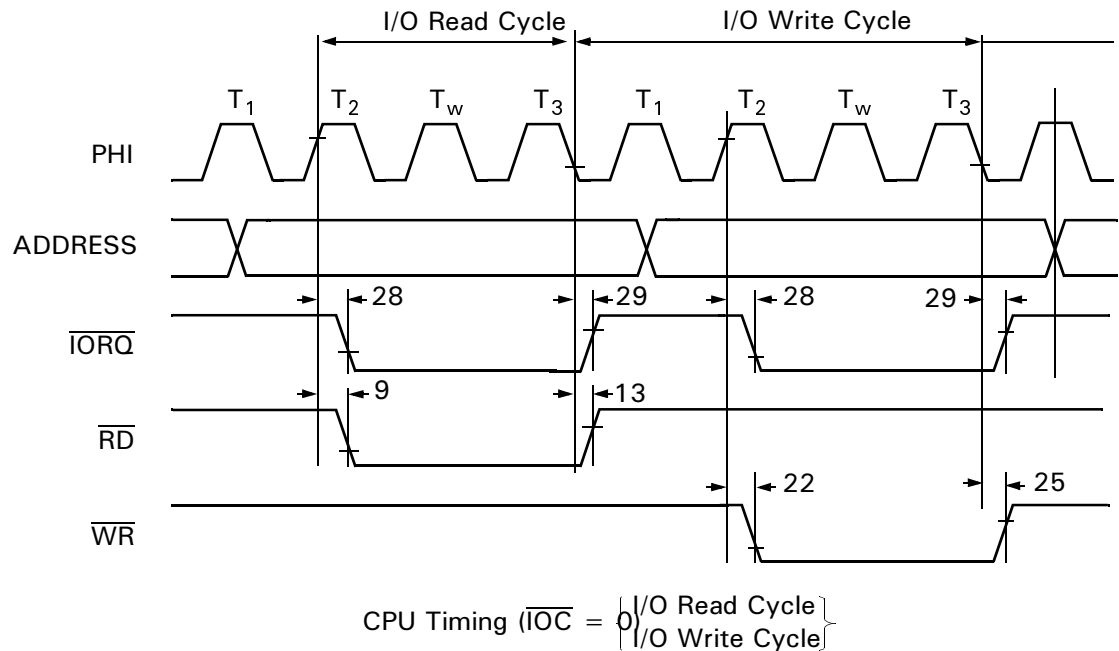 I/O Read Cycle I/O Write Cycle
T1 T2 Tw T3 T1 T2 Tw T3
PHI
ADDRESS
28 29 28 29
IORQ
9 13
RD
22 25
WR
CPU Timing (IOC = 0) I/O Read Cycle
I/O Write Cycle